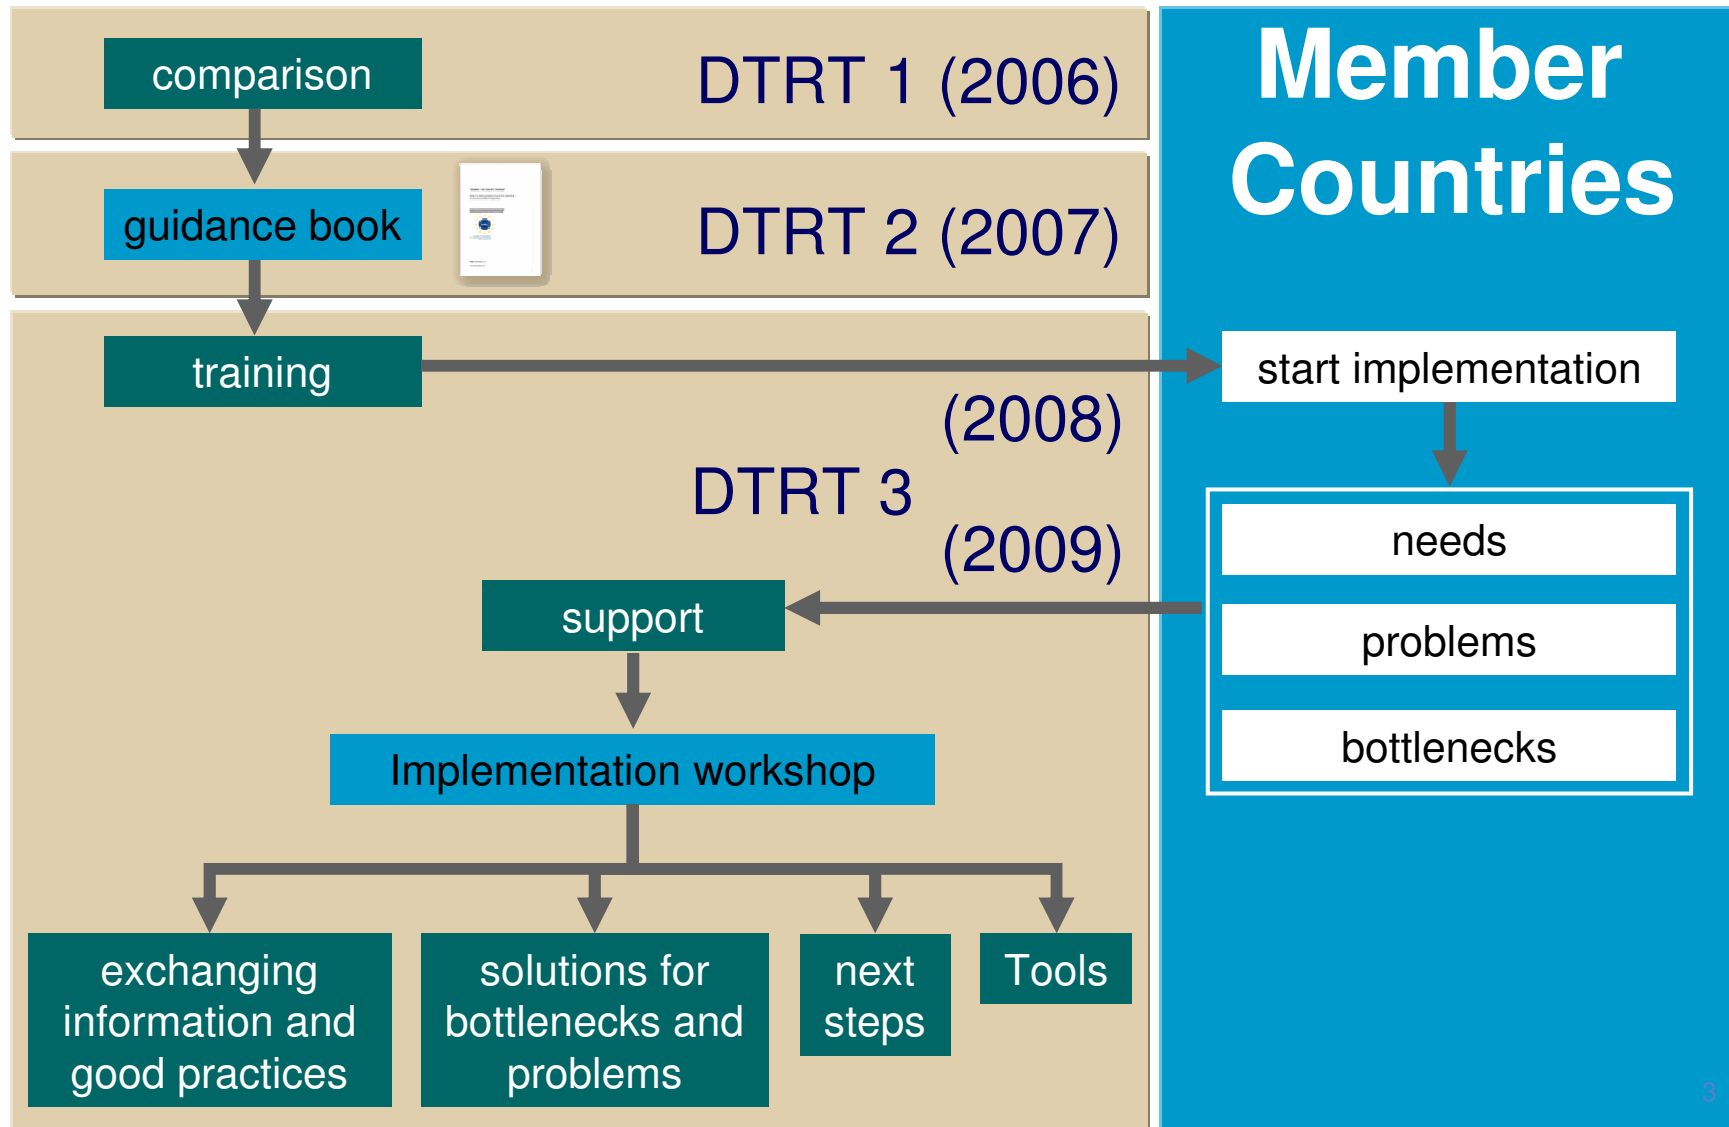 comparison
DTRT 1 (2006)
Member
Countries
guidance book
DTRT 2 (2007)
training
start implementation
(2008)
DTRT 3
(2009)
needs
support
problems
bottlenecks
Implementation workshop
exchanging
information and
good practices
solutions for
bottlenecks and
problems
next
steps
Tools
3